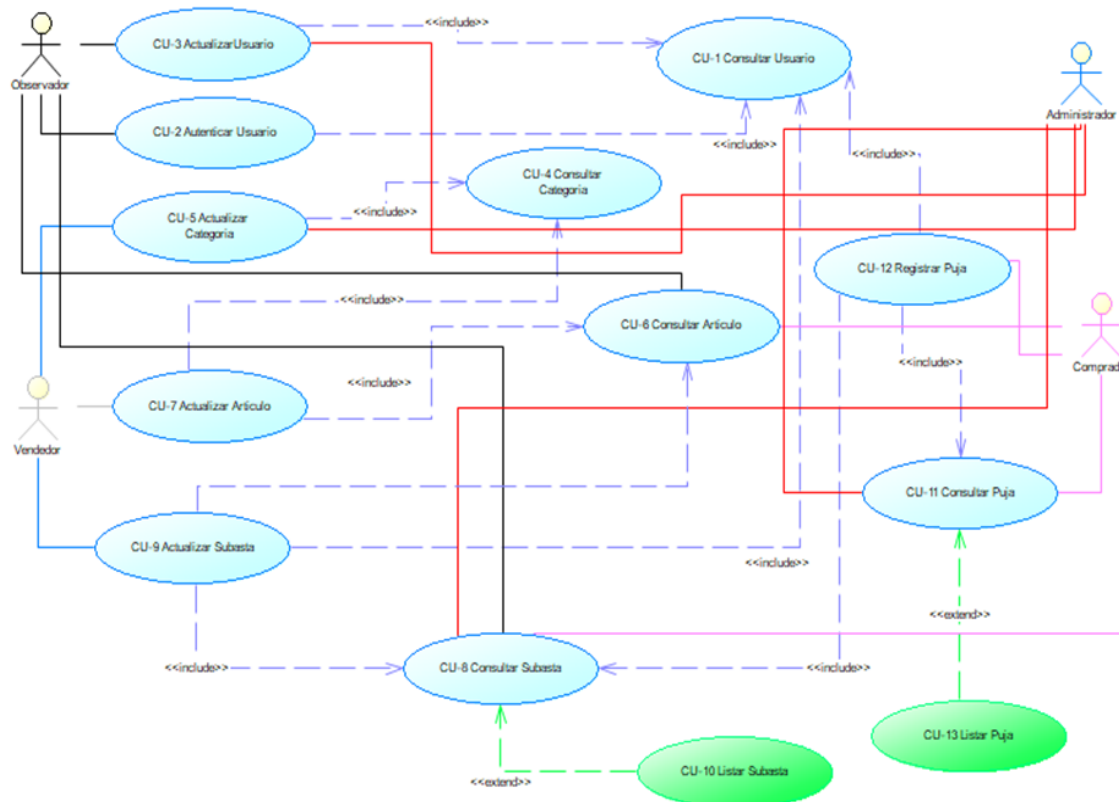 <<include>>
CU-3 ActualizarUsuario
CU-1 Consultar Usuario
Observador
Administrador
CU-2 Autenticar Usuario
<<include>>
<<include>>
CU-4 Consultar
Categoria
CU-5 Actualizar
Categoria
<<include>>
CU-12 Registrar Puja
<<include>>
CU-6 Consultar Articulo
<<include>>
<<include>>
Comprad
CU-7 Actualizar Articulo
Vendedor
CU-11 Consultar Puja
CU-9 Actualizar Subasta
<<include>>
<<extend>>
<<include>>
CU-8 Consultar Subasta
<<include>>
CU-13 Listar Puja
CU-10 Listar Subasta
<<extend>>